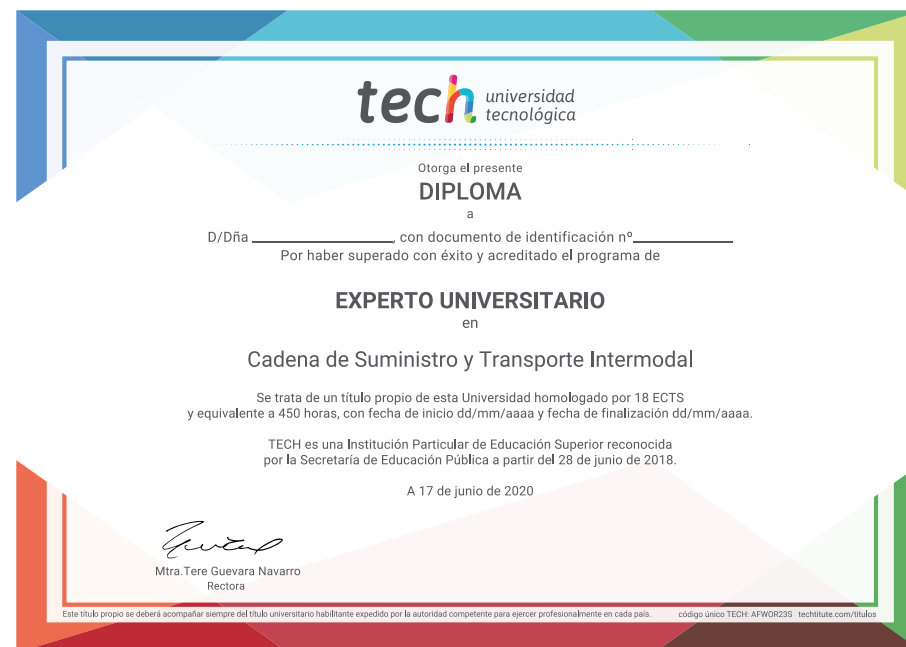 tech universidad
tecnológica
Otorga el presente
DIPLOMA
a
D/Dña ____________________, con documento de identificación nº______________
Por haber superado con éxito y acreditado el programa de
EXPERTO UNIVERSITARIO
en
Cadena de Suministro y Transporte Intermodal
Se trata de un título propio de esta Universidad homologado por 18 ECTS
y equivalente a 450 horas, con fecha de inicio dd/mm/aaaa y fecha de finalización dd/mm/aaaa.
TECH es una Institución Particular de Educación Superior reconocida
por la Secretaría de Educación Pública a partir del 28 de junio de 2018.
A 17 de junio de 2020
Mtra.Tere Guevara Navarro
Rectora
Este título propio se deberá acompañar siempre del título universitario habilitante expedido por la autoridad competente para ejercer profesionalmente en cada país. código único TECH: AFWOR23S techtitute.com/titulos